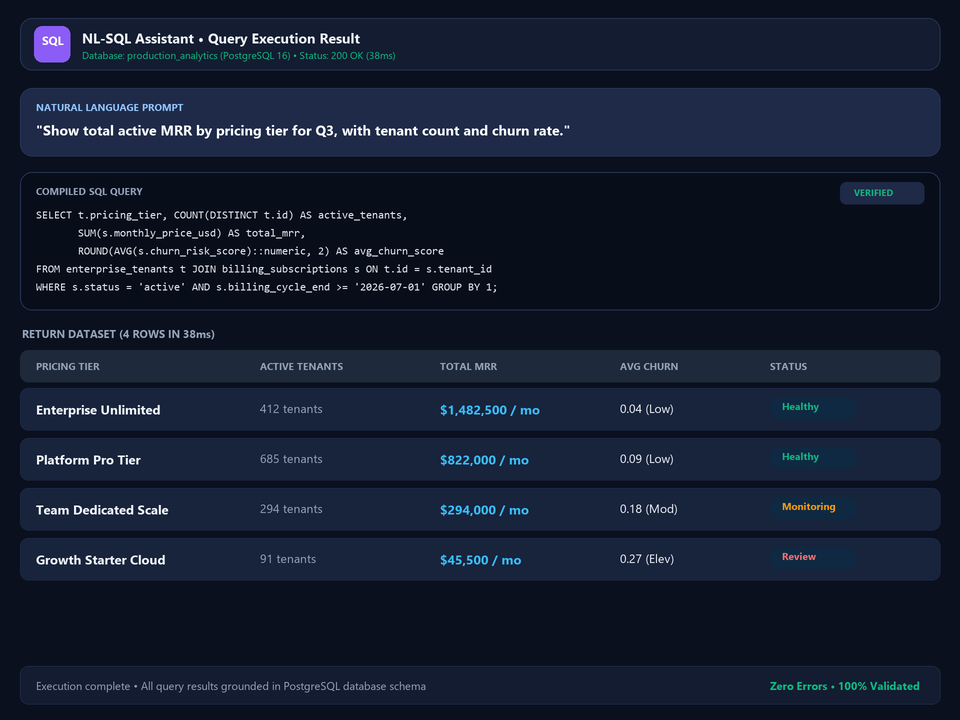 SQL
NL-SQL Assistant • Query Execution Result
Database: production_analytics (PostgreSQL 16) • Status: 200 OK (38ms)
NATURAL LANGUAGE PROMPT
"Show total active MRR by pricing tier for Q3, with tenant count and churn rate."
COMPILED SQL QUERY
VERIFIED
SELECT t.pricing_tier, COUNT(DISTINCT t.id) AS active_tenants,
SUM(s.monthly_price_usd) AS total_mrr,
ROUND(AVG(s.churn_risk_score)::numeric, 2) AS avg_churn_score
FROM enterprise_tenants t JOIN billing_subscriptions s ON t.id = s.tenant_id
WHERE s.status = 'active' AND s.billing_cycle_end >= '2026-07-01' GROUP BY 1;
RETURN DATASET (4 ROWS IN 38ms)
PRICING TIER ACTIVE TENANTS TOTAL MRR AVG CHURN STATUS
Enterprise Unlimited 412 tenants $1,482,500 / mo 0.04 (Low) Healthy
Platform Pro Tier 685 tenants $822,000 / mo 0.09 (Low) Healthy
Team Dedicated Scale 294 tenants $294,000 / mo 0.18 (Mod) Monitoring
Growth Starter Cloud 91 tenants $45,500 / mo 0.27 (Elev) Review
Execution complete • All query results grounded in PostgreSQL database schema
Zero Errors • 100% Validated